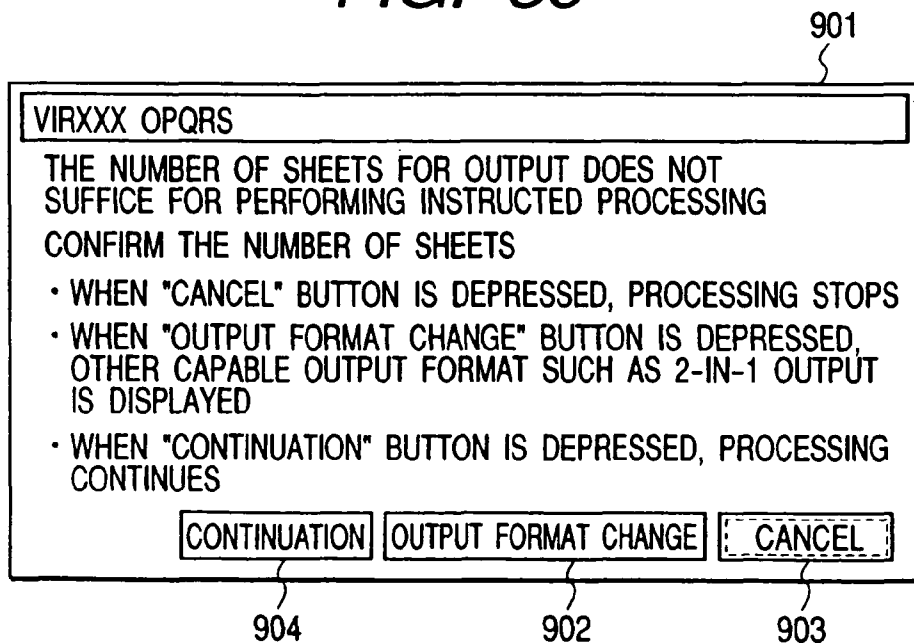 901
VIRXXX OPQRS
THE NUMBER OF SHEETS FOR OUTPUT DOES NOT
SUFFICE FOR PERFORMING INSTRUCTED PROCESSING
CONFIRM THE NUMBER OF SHEETS
· WHEN "CANCEL" BUTTON IS DEPRESSED, PROCESSING STOPS
· WHEN "OUTPUT FORMAT CHANGE" BUTTON IS DEPRESSED,
OTHER CAPABLE OUTPUT FORMAT SUCH AS 2-IN-1 OUTPUT
IS DISPLAYED
· WHEN "CONTINUATION" BUTTON IS DEPRESSED, PROCESSING
CONTINUES
CONTINUATION OUTPUT FORMAT CHANGE CANCEL
904 902 903